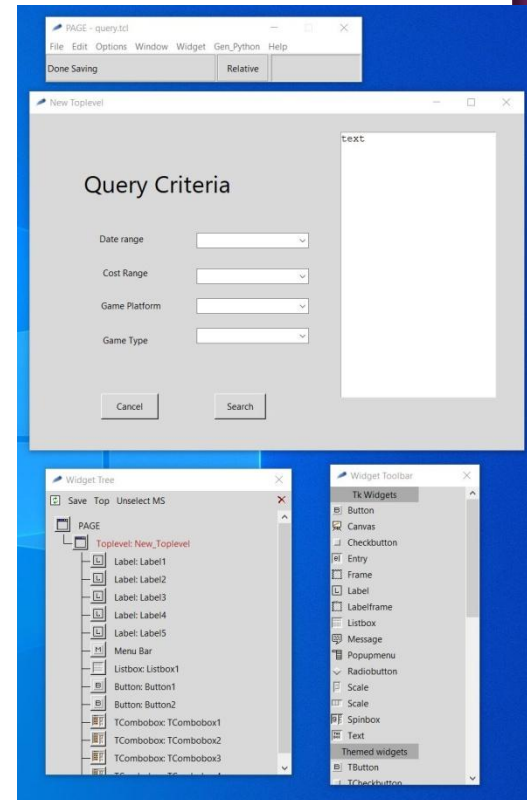 PAGE - query.tcl
File Edit Options Window Widget Gen_Python Help
Done Saving Relative
New Toplevel
text
Query Criteria
Date range
Cost Range
Game Platform
Game Type
Cancel Search
Widget Tree
Save Top Unselect MS
PAGE
Toplevel: New_Toplevel
L Label: Label1
L Label: Label2
L Label: Label3
L Label: Label4
L Label: Label5
M Menu Bar
Listbox: Listbox1
B Button: Button1
B Button: Button2
TCombobox: TCombobox1
TCombobox: TCombobox2
TCombobox: TCombobox3
Widget Toolbar
Tk Widgets
B Button
Canvas
Checkbutton
Entry
Frame
L Label
Labelframe
Listbox
Message
Popupmenu
Radiobutton
Scale
Scale
Spinbox
Text
Themed widgets
B TButton
TCheckbutton